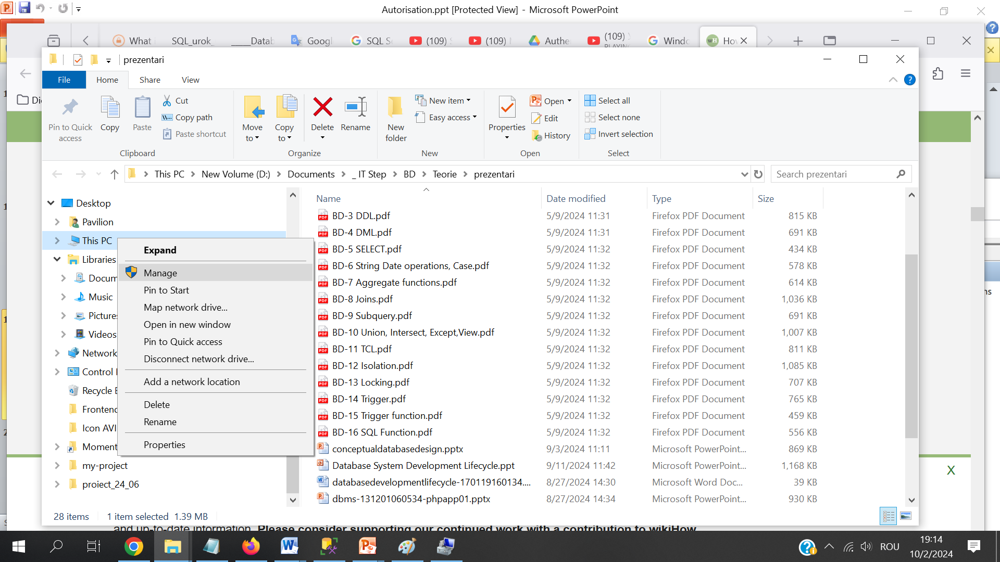 Autorisation.ppt [Protected View] - Microsoft PowerPoint
What i
SQL_urok_
____Datab
Googl
SQL S
(109)
(109)
Authe
(109)
PLAYING
Windo
How
prezentari
File
Home
Share
View
Pin to Quick access
Copy
Paste
Cut
Copy path
Paste shortcut
Clipboard
Move to
Copy to
Delete
Rename
Organize
New folder
New item
Easy access
New
Properties
Open
Edit
History
Open
Select all
Select none
Invert selection
Select
This PC > New Volume (D:) > Documents > _ IT Step > BD > Teorie > prezentari
Search prezentari
Desktop
Pavilion
This PC
Libraries
Docum
Music
Pictures
Videos
Network
Control
Recycle B
Frontend
Icon AVI
Moment
my-project
proiect_24_06
Expand
Manage
Pin to Start
Map network drive...
Open in new window
Pin to Quick access
Disconnect network drive...
Add a network location
Delete
Rename
Properties
Name Date modified Type Size
BD-3 DDL.pdf 5/9/2024 11:31 Firefox PDF Document 815 KB
BD-4 DML.pdf 5/9/2024 11:31 Firefox PDF Document 691 KB
BD-5 SELECT.pdf 5/9/2024 11:32 Firefox PDF Document 434 KB
BD-6 String Date operations, Case.pdf 5/9/2024 11:32 Firefox PDF Document 578 KB
BD-7 Aggregate functions.pdf 5/9/2024 11:32 Firefox PDF Document 614 KB
BD-8 Joins.pdf 5/9/2024 11:32 Firefox PDF Document 1,036 KB
BD-9 Subquery.pdf 5/9/2024 11:32 Firefox PDF Document 691 KB
BD-10 Union, Intersect, Except,View.pdf 5/9/2024 11:32 Firefox PDF Document 1,007 KB
BD-11 TCL.pdf 5/9/2024 11:32 Firefox PDF Document 811 KB
BD-12 Isolation.pdf 5/9/2024 11:32 Firefox PDF Document 1,085 KB
BD-13 Locking.pdf 5/9/2024 11:32 Firefox PDF Document 707 KB
BD-14 Trigger.pdf 5/9/2024 11:32 Firefox PDF Document 765 KB
BD-15 Trigger function.pdf 5/9/2024 11:32 Firefox PDF Document 459 KB
BD-16 SQL Function.pdf 5/9/2024 11:32 Firefox PDF Document 556 KB
conceptualdatabasedesign.pptx 9/3/2024 11:11 Microsoft PowerPoint... 869 KB
Database System Development Lifecycle.ppt 9/11/2024 11:42 Microsoft PowerPoint... 1,168 KB
databasedevelopmentlifecycle-170119160134.... 8/27/2024 14:30 Microsoft Word Doc... 39 KB
dbms-131201060534-phpapp01.pptx 8/27/2024 14:34 Microsoft PowerPoint... 930 KB
X
28 items 1 item selected 1.39 MB
and up-to-date information. Please consider supporting our continued work with a contribution to wikiHow
ROU
19:14
10/2/2024